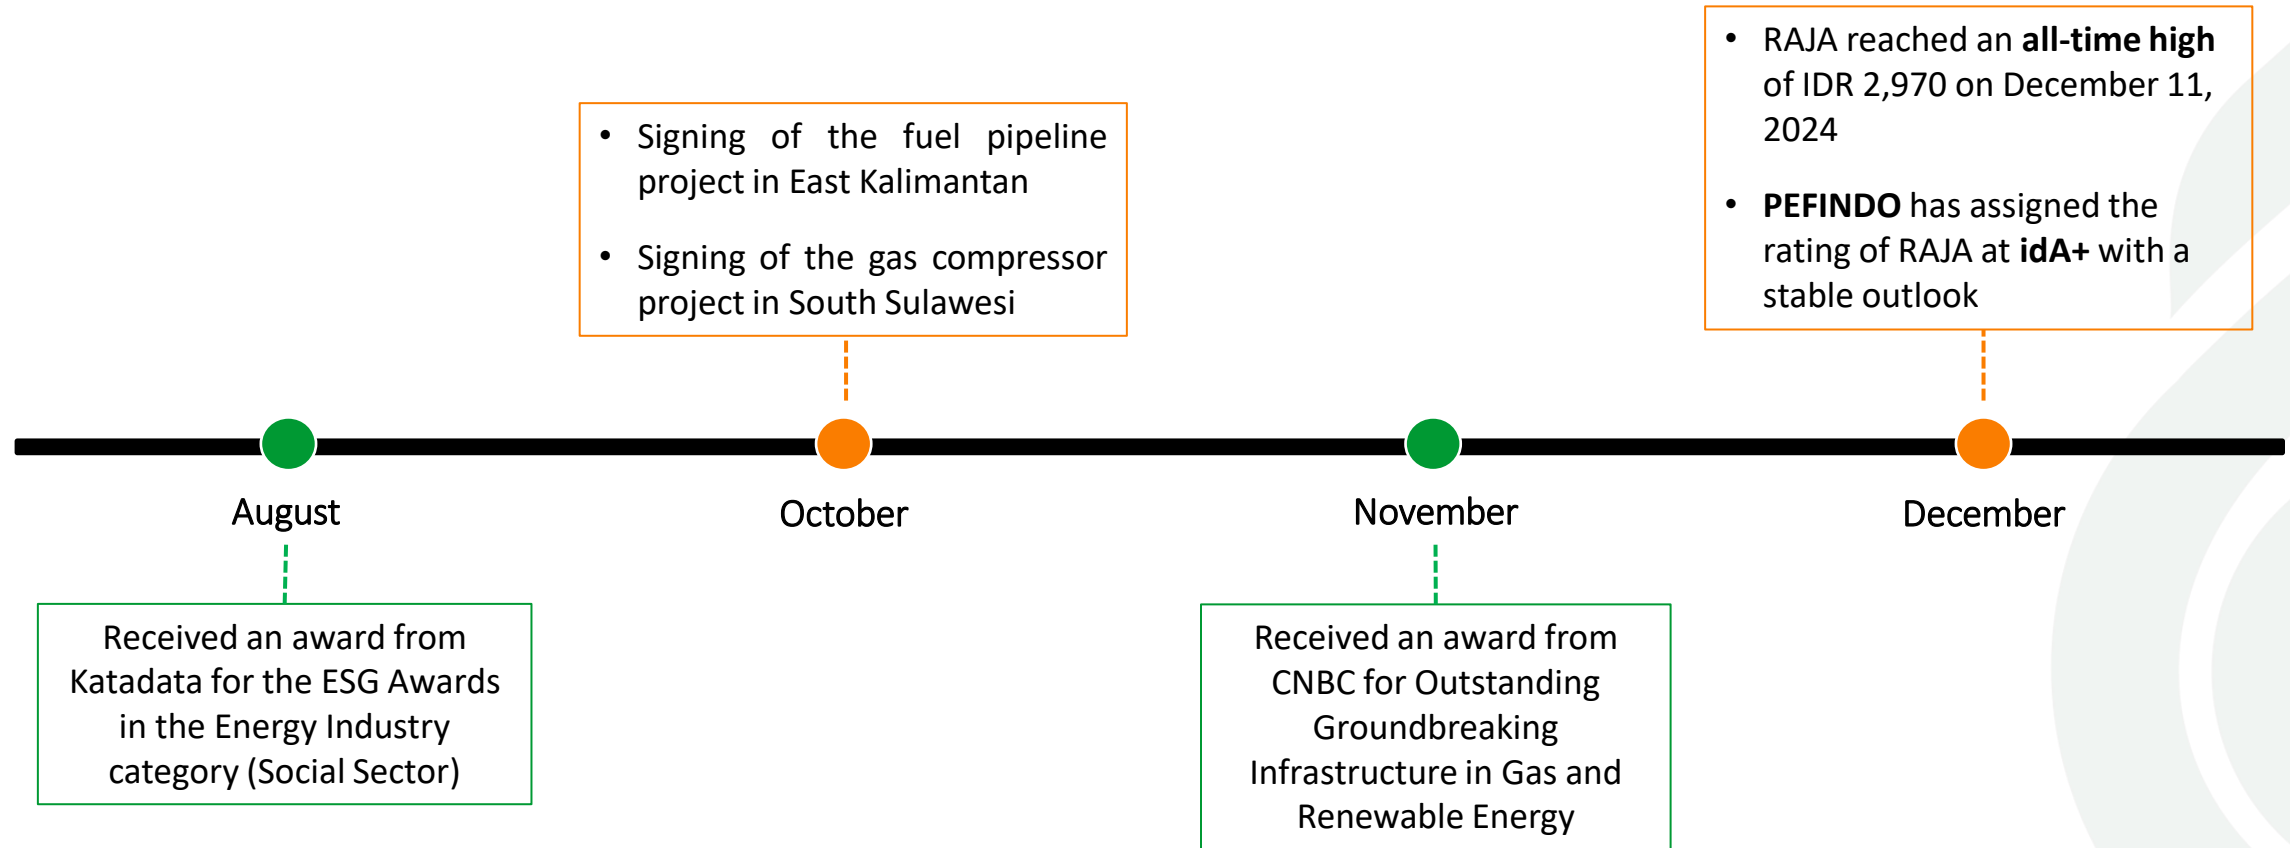 • RAJA reached an all-time high
of IDR 2,970 on December 11,
2024
• PEFINDO has assigned the
rating of RAJA at idA+ with a
stable outlook
• Signing of the fuel pipeline
project in East Kalimantan
• Signing of the gas compressor
project in South Sulawesi
August
October
November
December
Received an award from
Katadata for the ESG Awards
in the Energy Industry
category (Social Sector)
Received an award from
CNBC for Outstanding
Groundbreaking
Infrastructure in Gas and
Renewable Energy